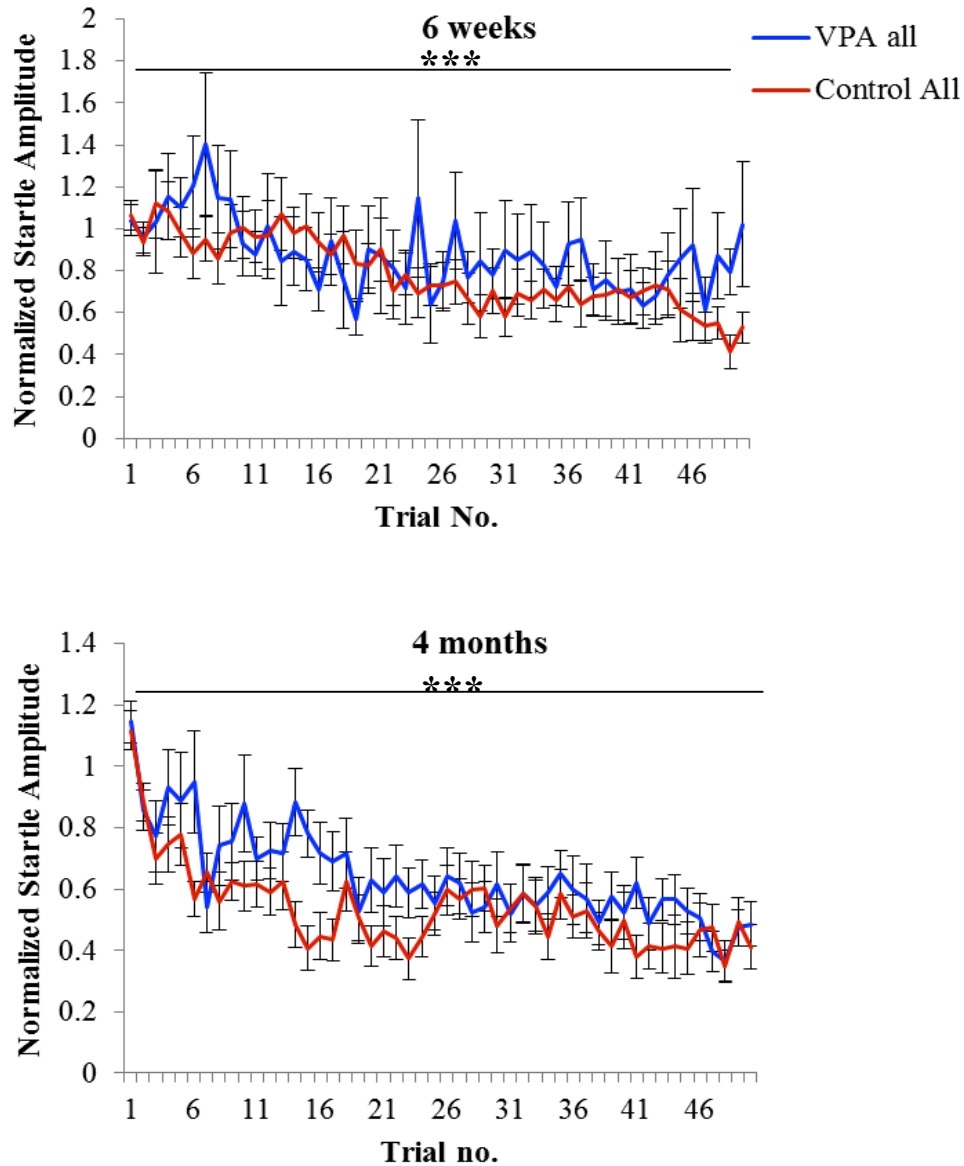 6 weeks
***
VPA all
Control All
Normalized Startle Amplitude
2
1.8
1.6
1.4
1.2
1
0.8
0.6
0.4
0.2
0
1 6 11 16 21 26 31 36 41 46
Trial No.
4 months
***
Normalized Startle Amplitude
1.4
1.2
1
0.8
0.6
0.4
0.2
0
1 6 11 16 21 26 31 36 41 46
Trial no.